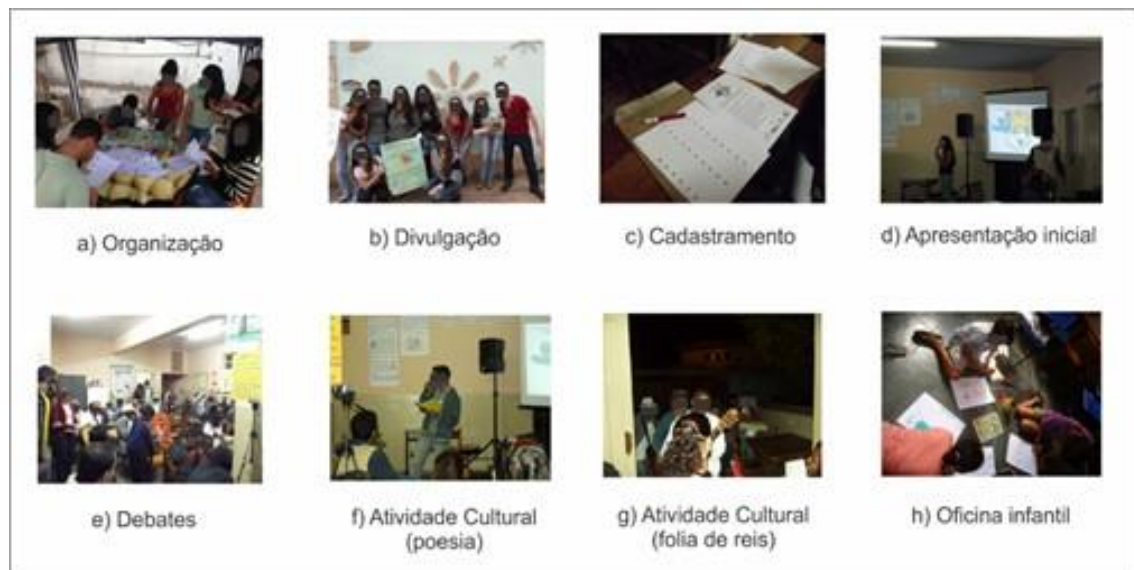 a) Organização
b) Divulgação
c) Cadastramento
d) Apresentação inicial
e) Debates
f) Atividade Cultural
(poesia)
g) Atividade Cultural
(folia de reis)
h) Oficina infantil